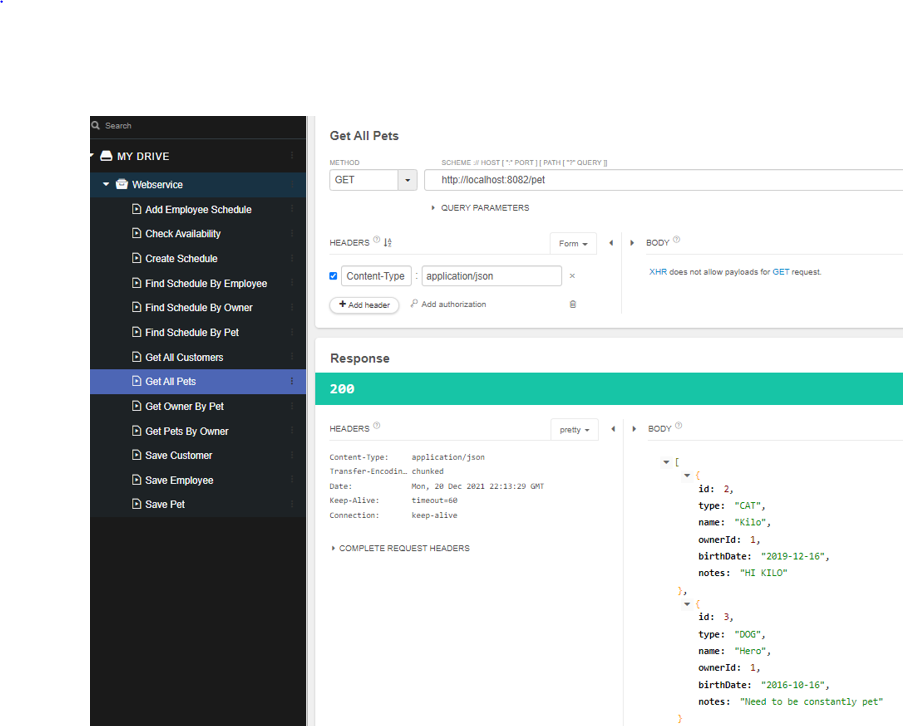 Search
MY DRIVE
Webservice
Add Employee Schedule
Check Availability
Create Schedule
Find Schedule By Employee
Find Schedule By Owner
Find Schedule By Pet
Get All Customers
Get All Pets
Get Owner By Pet
Get Pets By Owner
Save Customer
Save Employee
Save Pet
Get All Pets
METHOD
SCHEME :// HOST [ ":" PORT ] [ PATH [ "?" QUERY ]]
GET
http://localhost:8082/pet
QUERY PARAMETERS
HEADERS ?
Form
BODY ?
Content-Type : application/json ×
XHR does not allow payloads for GET request.
+ Add header
Add authorization
Response
200
HEADERS ?
pretty
BODY ?
Content-Type: application/json
Transfer-Encodin… chunked
Date: Mon, 20 Dec 2021 22:13:29 GMT
Keep-Alive: timeout=60
Connection: keep-alive
COMPLETE REQUEST HEADERS
[
{
id: 2,
type: "CAT",
name: "Kilo",
ownerId: 1,
birthDate: "2019-12-16",
notes: "HI KILO"
},
{
id: 3,
type: "DOG",
name: "Hero",
ownerId: 1,
birthDate: "2016-10-16",
notes: "Need to be constantly pet"
}